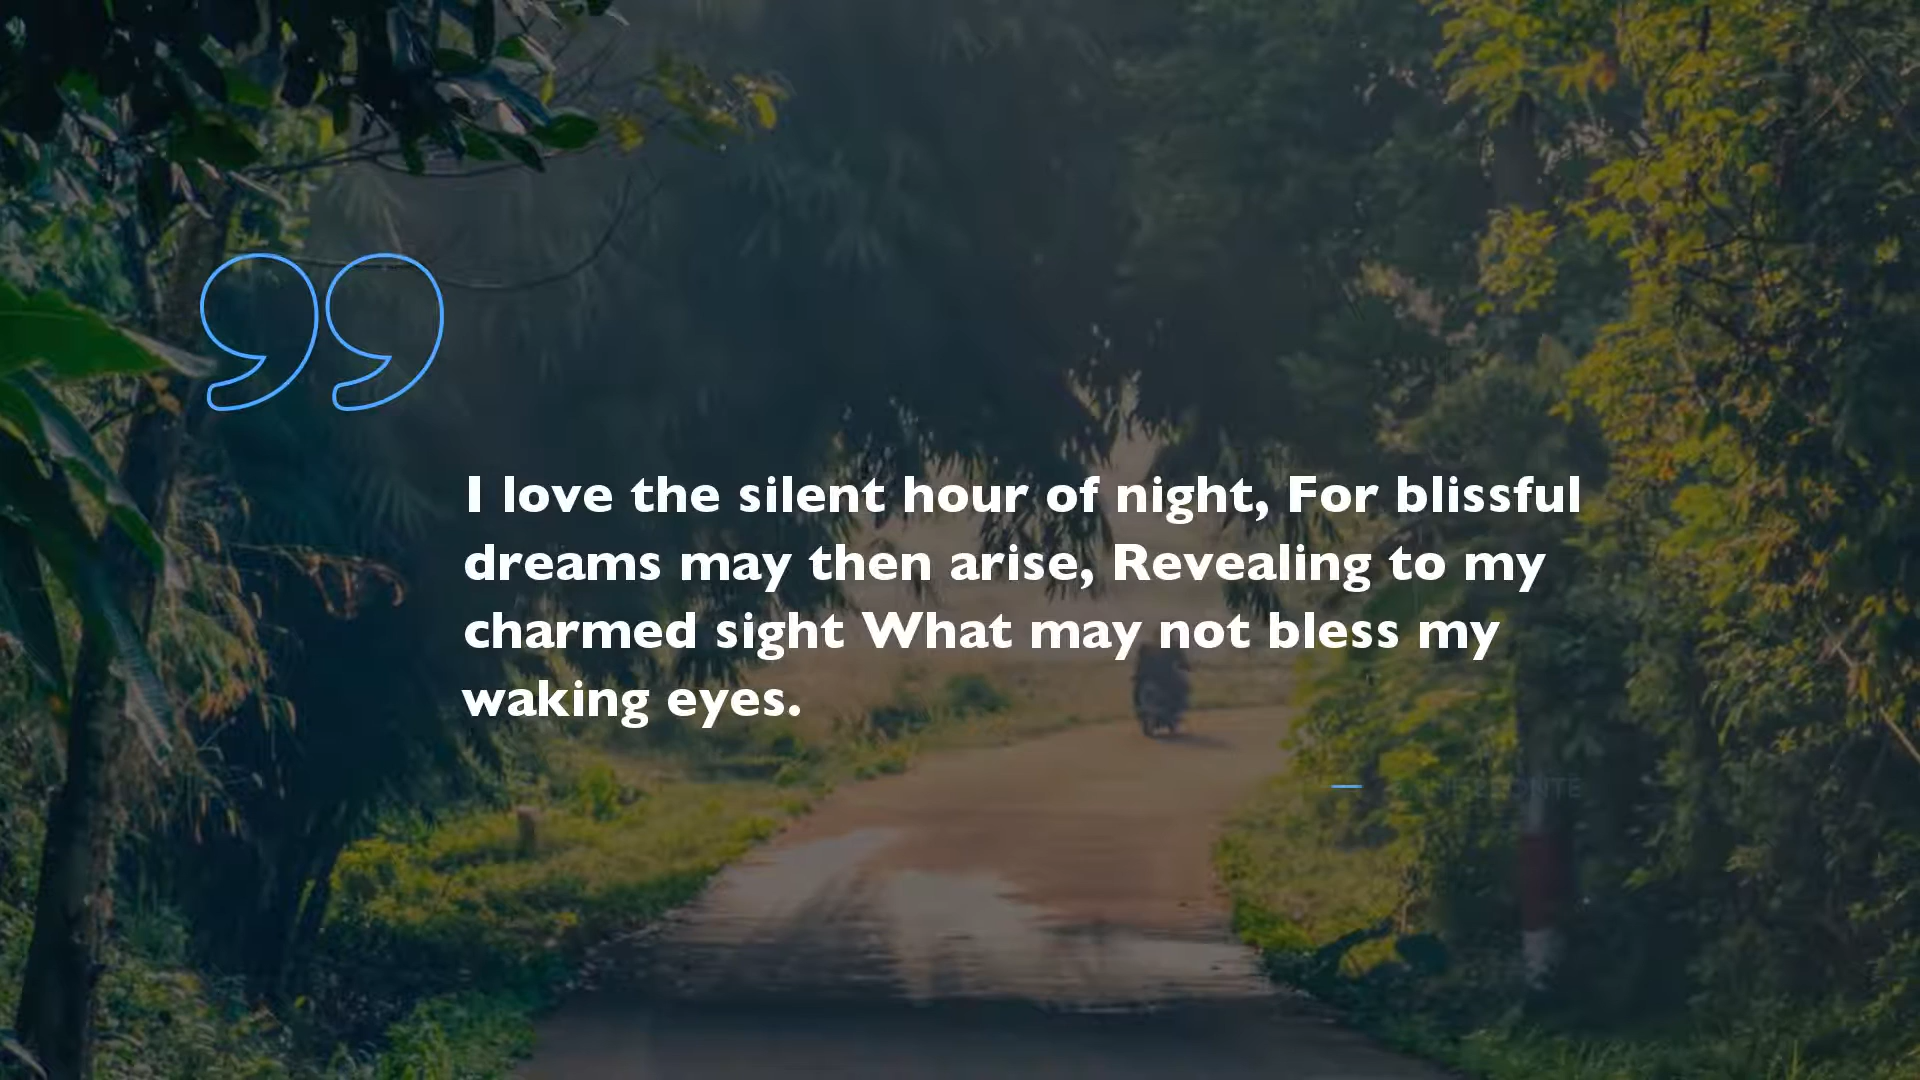 I love the silent hour of night, For blissful
dreams may then arise, Revealing to my
charmed sight What may not bless my
waking eyes.